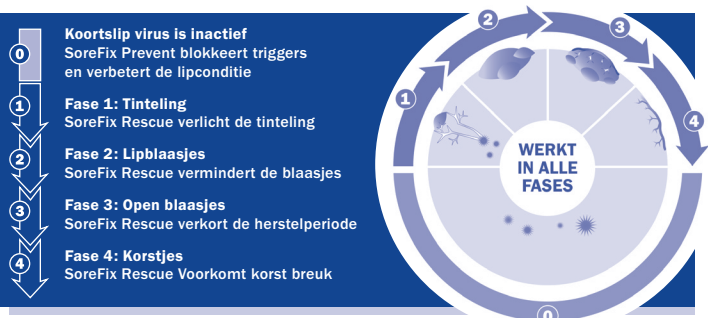 0
Koortslip virus is inactief
SoreFix Prevent blokkeert triggers
en verbetert de lipconditie
1
Fase 1: Tinteling
SoreFix Rescue verlicht de tinteling
2
Fase 2: Lipblaasjes
SoreFix Rescue vermindert de blaasjes
3
Fase 3: Open blaasjes
SoreFix Rescue verkort de herstelperiode
4
Fase 4: Korstjes
SoreFix Rescue Voorkomt korst breuk
1
2
3
4
WERKT
IN ALLE
FASES
0